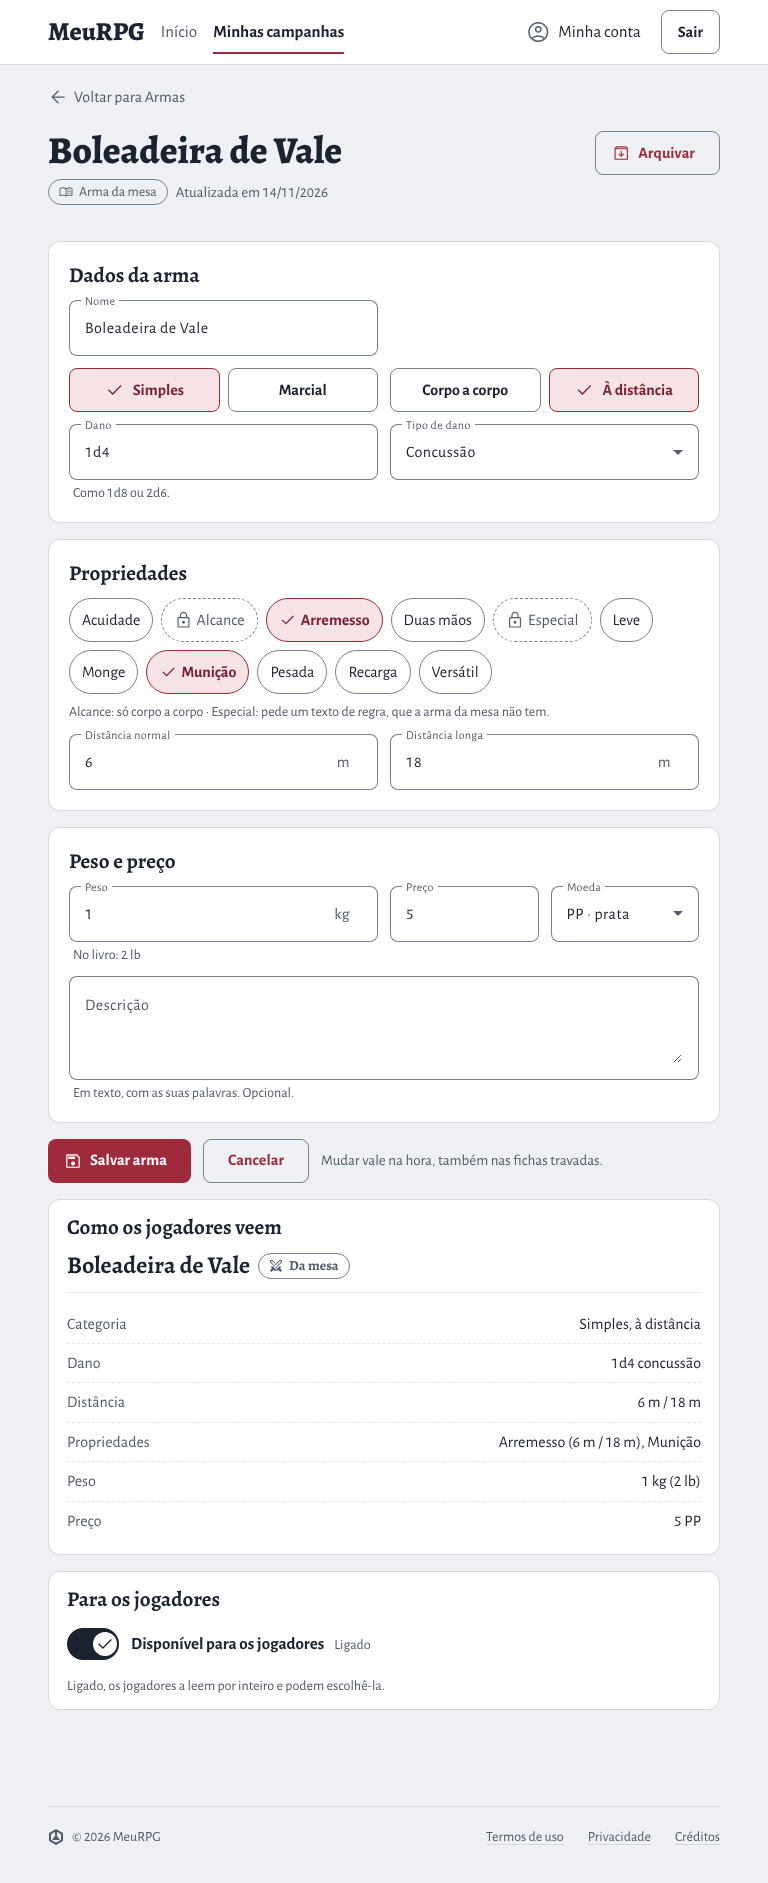 MeuRPG Início Minhas campanhas Minha conta Sair
Voltar para Armas
Boleadeira de Vale
Arquivar
Arma da mesa Atualizada em 14/11/2026
Dados da arma
Nome
Boleadeira de Vale
Simples Marcial Corpo a corpo À distância
Dano Tipo de dano
1d4 Concussão
Como 1d8 ou 2d6.
Propriedades
Acuidade Alcance Arremesso Duas mãos Especial Leve
Monge Munição Pesada Recarga Versátil
Alcance: só corpo a corpo · Especial: pede um texto de regra, que a arma da mesa não tem.
Distância normal Distância longa
6 m 18 m
Peso e preço
Peso Preço Moeda
1 kg 5 PP · prata
No livro: 2 lb
Descrição
Em texto, com as suas palavras. Opcional.
Salvar arma Cancelar Mudar vale na hora, também nas fichas travadas.
Como os jogadores veem
Boleadeira de Vale Da mesa
Categoria Simples, à distância
Dano 1d4 concussão
Distância 6 m / 18 m
Propriedades Arremesso (6 m / 18 m), Munição
Peso 1 kg (2 lb)
Preço 5 PP
Para os jogadores
Disponível para os jogadores Ligado
Ligado, os jogadores a leem por inteiro e podem escolhê-la.
© 2026 MeuRPG Termos de uso Privacidade Créditos